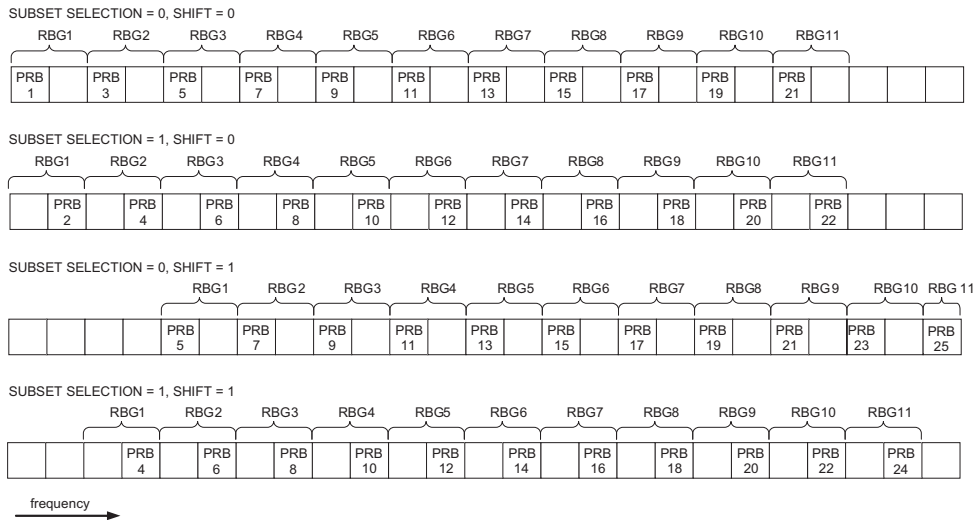 SUBSET SELECTION = 0, SHIFT = 0
RBG1 RBG2 RBG3 RBG4 RBG5 RBG6 RBG7 RBG8 RBG9 RBG10 RBG11
PRB PRB PRB PRB PRB PRB PRB PRB PRB PRB PRB
1 3 5 7 9 11 13 15 17 19 21
SUBSET SELECTION = 1, SHIFT = 0
RBG1 RBG2 RBG3 RBG4 RBG5 RBG6 RBG7 RBG8 RBG9 RBG10 RBG11
PRB PRB PRB PRB PRB PRB PRB PRB PRB PRB PRB
2 4 6 8 10 12 14 16 18 20 22
SUBSET SELECTION = 0, SHIFT = 1
RBG1 RBG2 RBG3 RBG4 RBG5 RBG6 RBG7 RBG8 RBG9 RBG10 RBG 11
PRB PRB PRB PRB PRB PRB PRB PRB PRB PRB PRB
5 7 9 11 13 15 17 19 21 23 25
SUBSET SELECTION = 1, SHIFT = 1
RBG1 RBG2 RBG3 RBG4 RBG5 RBG6 RBG7 RBG8 RBG9 RBG10 RBG11
PRB PRB PRB PRB PRB PRB PRB PRB PRB PRB PRB
4 6 8 10 12 14 16 18 20 22 24
frequency